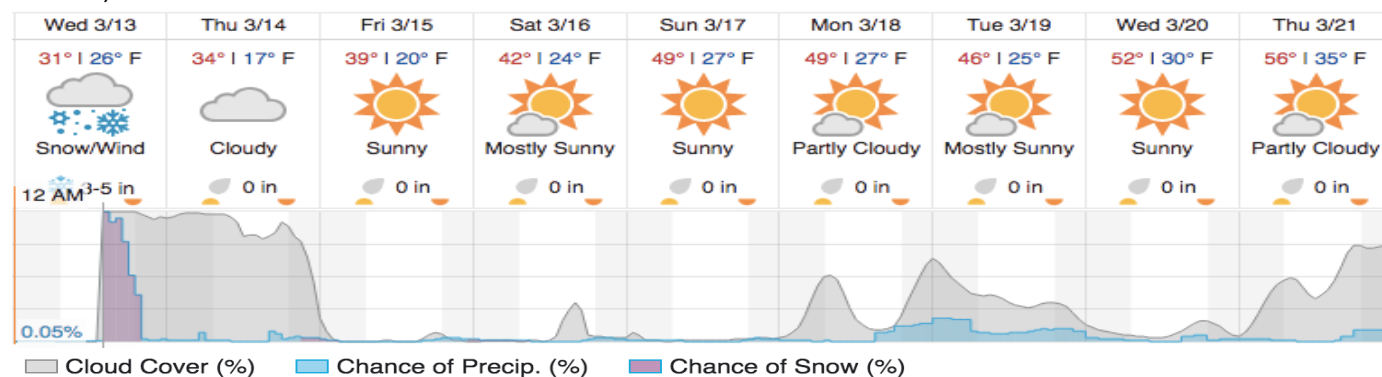 Wed 3/13 Thu 3/14 Fri 3/15 Sat 3/16 Sun 3/17 Mon 3/18 Tue 3/19 Wed 3/20 Thu 3/21
31° | 26° F 34° | 17° F 39° | 20° F 42° | 24° F 49° | 27° F 49° | 27° F 46° | 25° F 52° | 30° F 56° | 35° F
Snow/Wind Cloudy Sunny Mostly Sunny Sunny Partly Cloudy Mostly Sunny Sunny Partly Cloudy
3-5 in 0 in 0 in 0 in 0 in 0 in 0 in 0 in 0 in
12 AM
0.05%
Cloud Cover (%) Chance of Precip. (%) Chance of Snow (%)